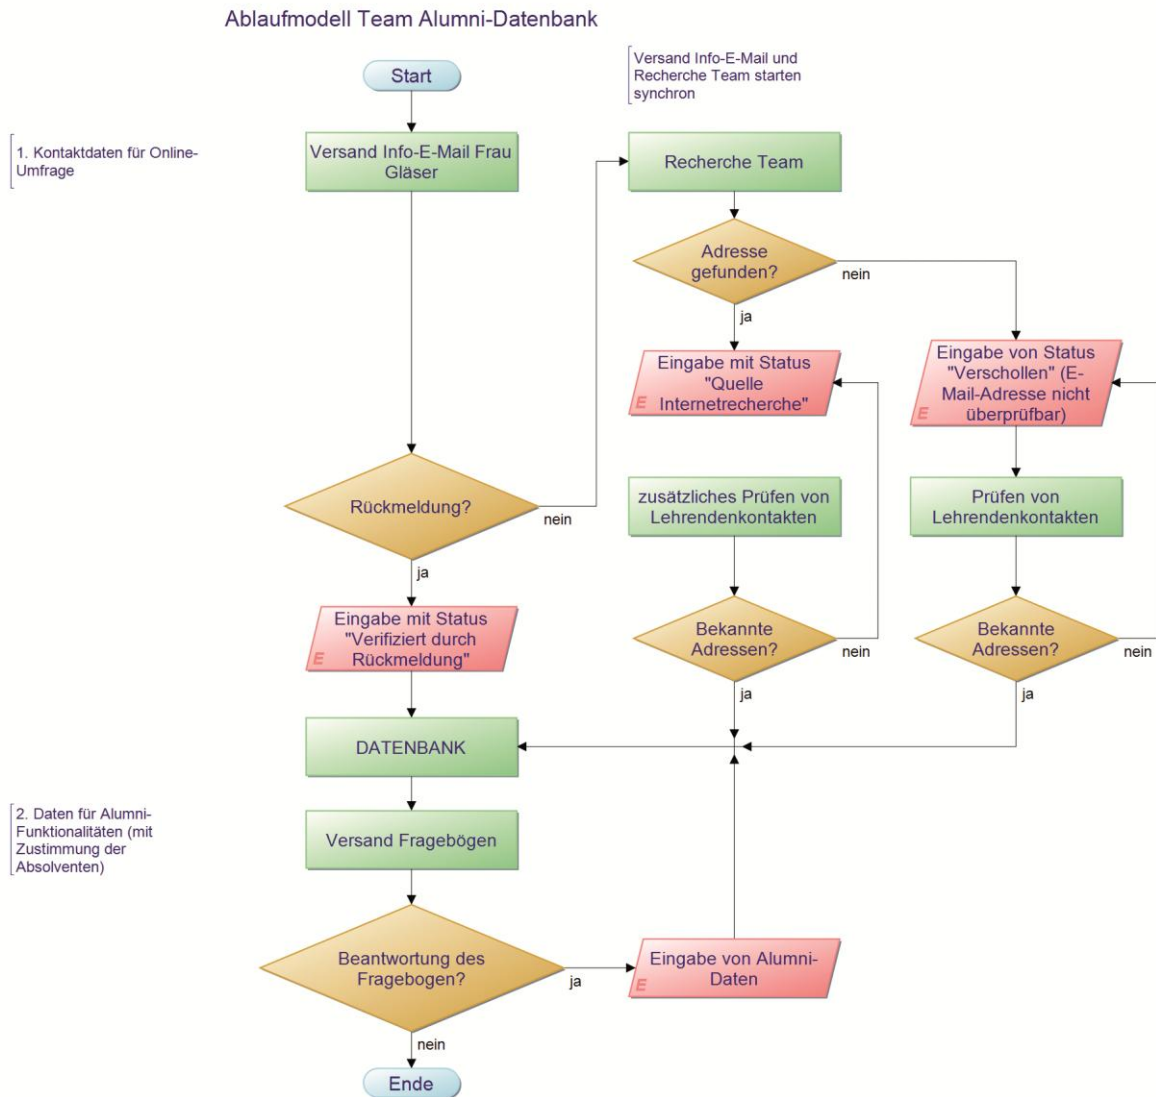 Ablaufmodell Team Alumni-Datenbank
Start
Versand Info-E-Mail und
Recherche Team starten
synchron
1. Kontaktdaten für Online-
Umfrage
Versand Info-E-Mail Frau
Gläser
Recherche Team
Adresse
gefunden?
nein
ja
Eingabe mit Status
"Quelle
Internetrecherche"
E
Eingabe von Status
"Verschollen" (E-
Mail-Adresse nicht
überprüfbar)
E
Rückmeldung?
nein
ja
zusätzliches Prüfen von
Lehrendenkontakten
Prüfen von
Lehrendenkontakten
Eingabe mit Status
"Verifiziert durch
Rückmeldung"
E
Bekannte
Adressen?
nein
ja
Bekannte
Adressen?
nein
ja
DATENBANK
2. Daten für Alumni-
Funktionalitäten (mit
Zustimmung der
Absolventen)
Versand Fragebögen
Beantwortung des
Fragebogen?
ja
nein
Eingabe von Alumni-
Daten
E
Ende